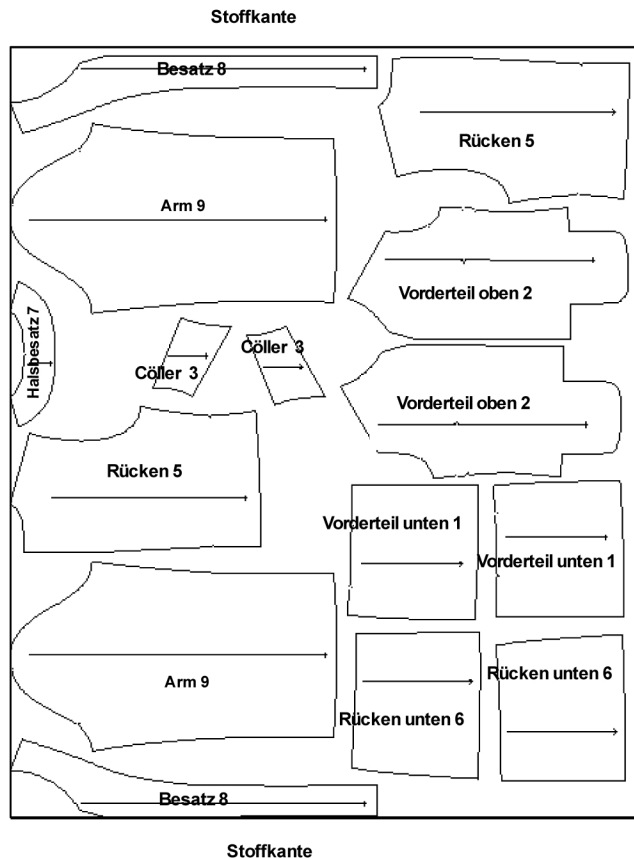 Stoffkante
Besatz 8
Rücken 5
Arm 9
Vorderteil oben 2
Halsbesatz 7
Cöller 3
Cöller 3
Vorderteil oben 2
Rücken 5
Vorderteil unten 1
Vorderteil unten 1
Arm 9
Rücken unten 6
Rücken unten 6
Besatz 8
Stoffkante